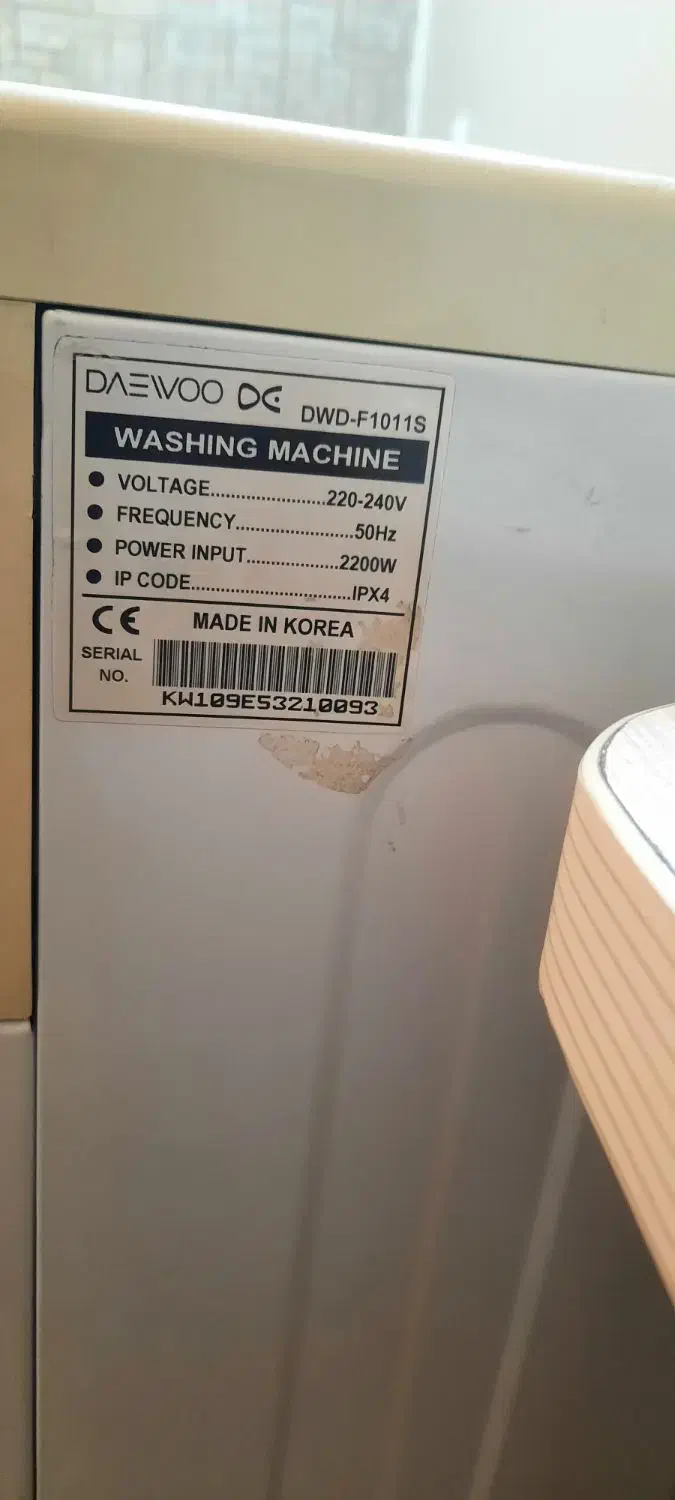 DAEWOO
DWD-F1011S
WASHING MACHINE
● VOLTAGE......................220-240V
● FREQUENCY.......................50Hz
● POWER INPUT..................2200W
● IP CODE...............................IPX4
CE MADE IN KOREA
SERIAL NO.
KW109E53210093